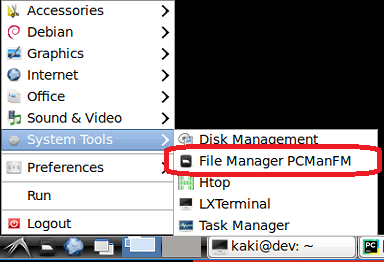 Accessories
Debian
Graphics
Internet
Office
Sound & Video
System Tools
Disk Management
File Manager PCManFM
Htop
LXTerminal
Task Manager
Preferences
Run
Logout
kaki@dev: ~
PC